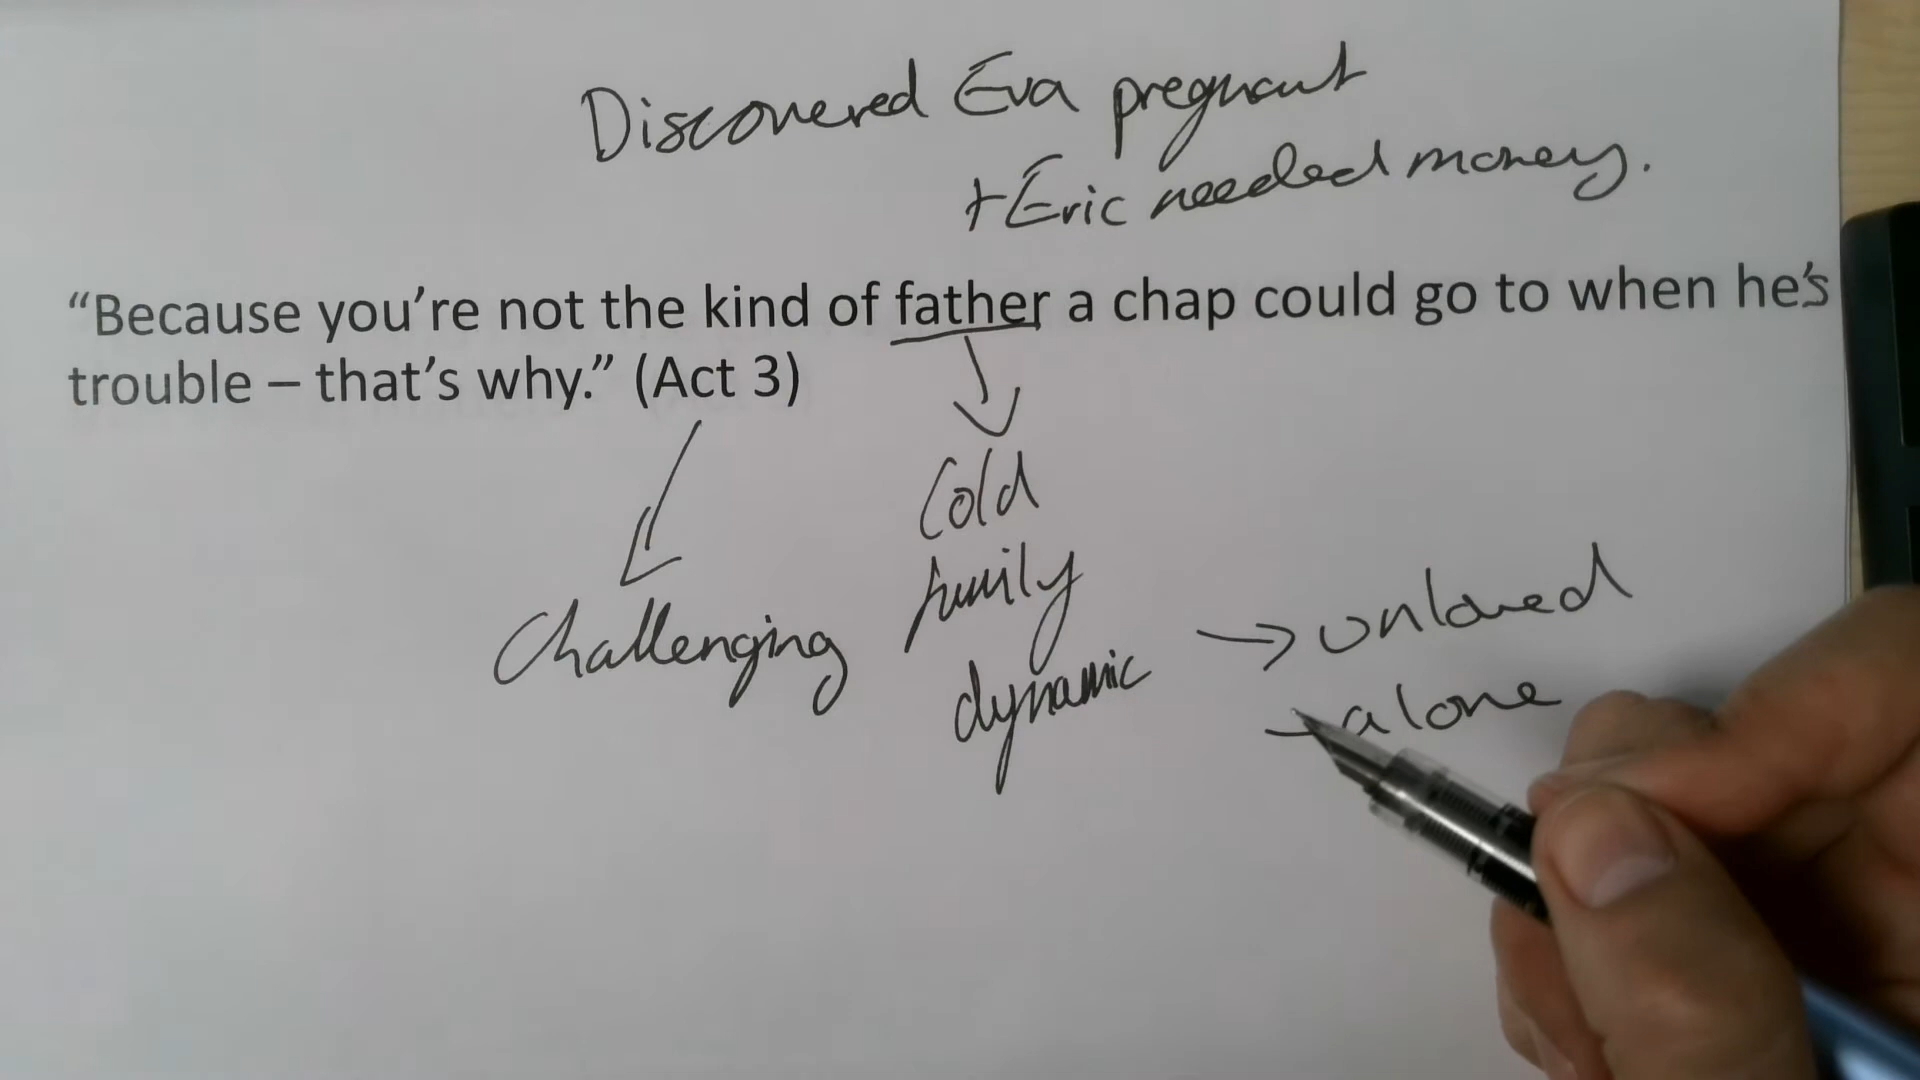 Discovered Eva pregnant
+ Eric needed money.
“Because you’re not the kind of father a chap could go to when he’s
trouble – that’s why.” (Act 3)
Cold
family
Challenging
dynamic
→ unloved
- alone